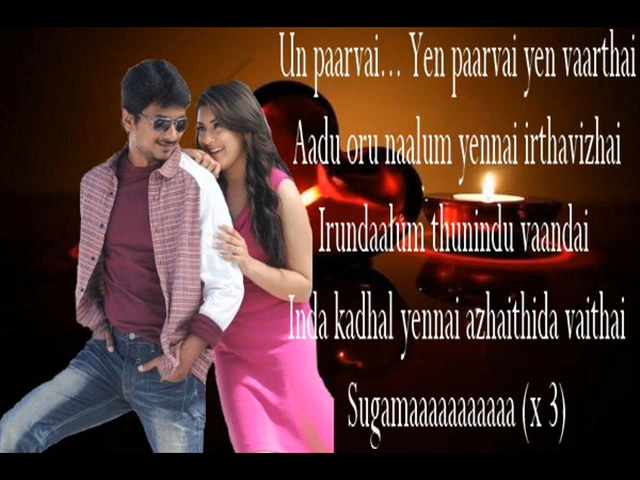 Un paarvai... Yen paarvai yen vaarthai
Aadu oru naalum yennai irthavizhai
Irundaalum thunindu vaandai
Inda kadhal yennai azhaithida vaithai
Sugamaaaaaaaaaaa (x 3)